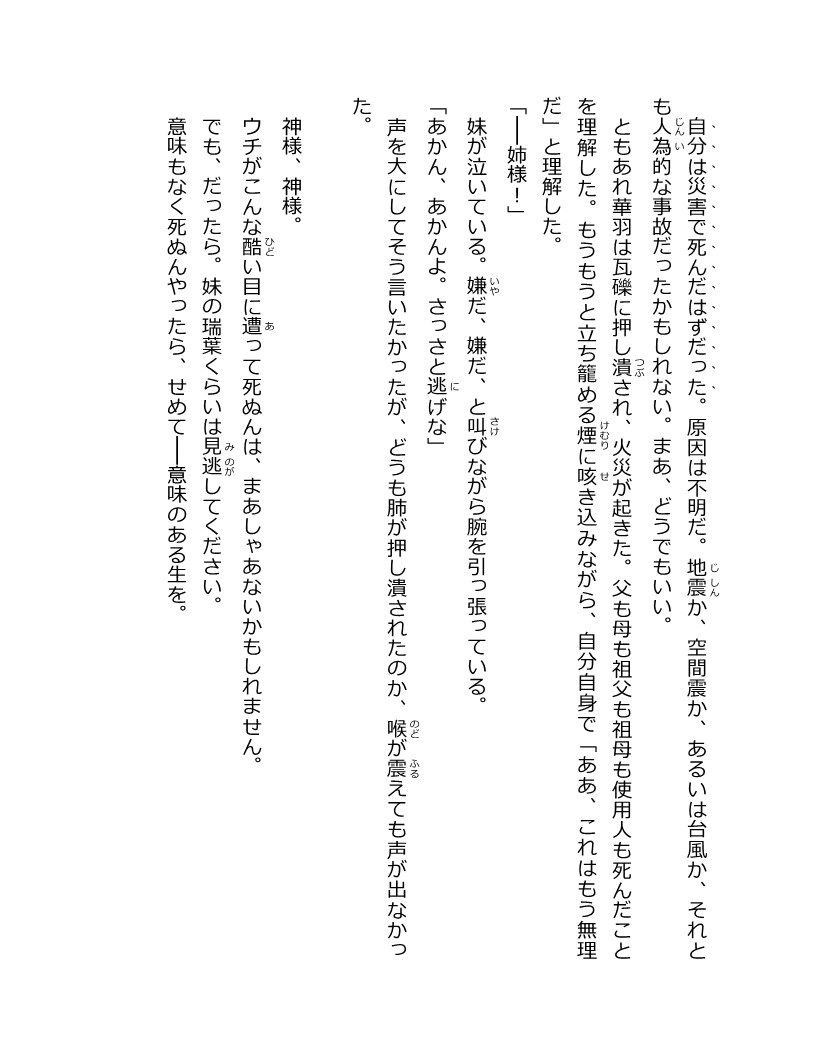 自分は災害で死んだはずだった。原因は不明だ。地震か、空間震か、あるいは台風か、それと
も人為的な事故だったかもしれない。まあ、どうでもいい。
ともあれ華羽は瓦礫に押し潰され、火災が起きた。父も母も祖父も祖母も使用人も死んだこと
を理解した。もうもうと立ち籠める煙に咳き込みながら、自分自身で「ああ、これはもう無理
だ」と理解した。
「──姉様！」
妹が泣いている。嫌だ、嫌だ、と叫びながら腕を引っ張っている。
「あかん、あかんよ。さっさと逃げな」
声を大にしてそう言いたかったが、どうも肺が押し潰されたのか、喉が震えても声が出なかっ
た。
神様、神様。
ウチがこんな酷い目に遭って死ぬんは、まあしゃあないかもしれません。
でも、だったら。妹の瑞葉くらいは見逃してください。
意味もなく死ぬんやったら、せめて──意味のある生を。